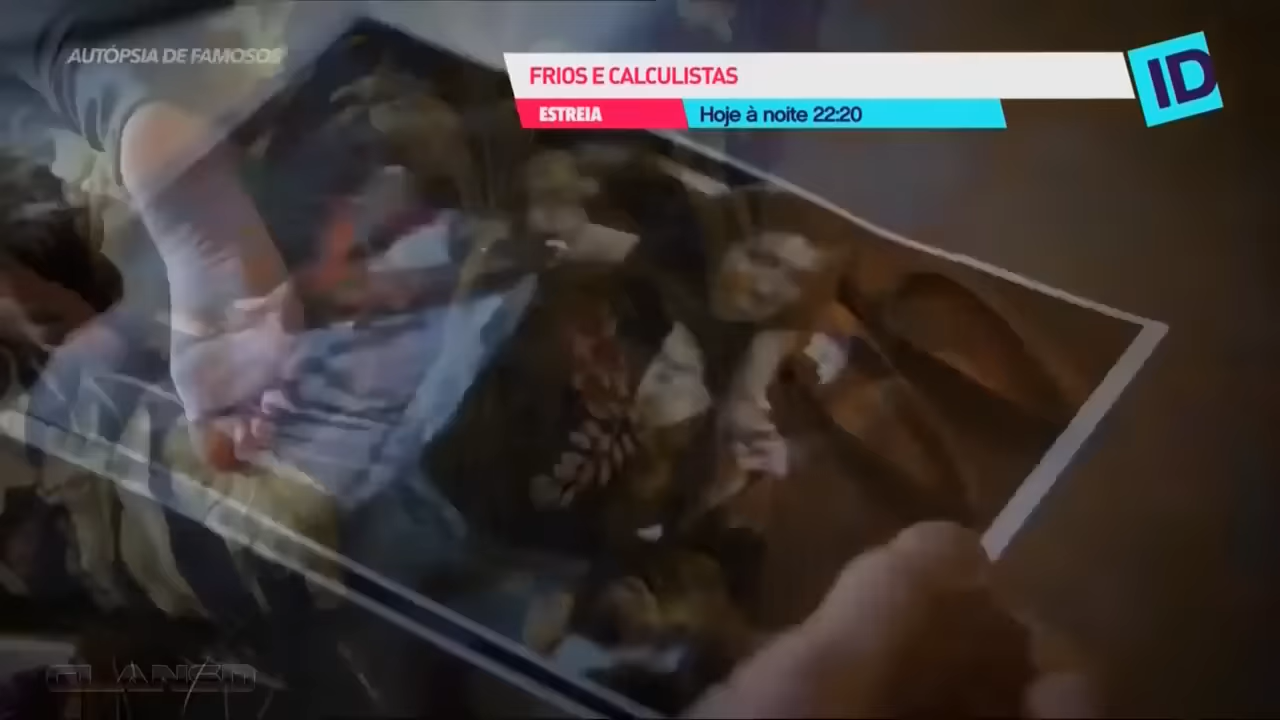 AUTÓPSIA DE FAMOSOS
FRIOS E CALCULISTAS
ID
ESTREIA
Hoje à noite 22:20